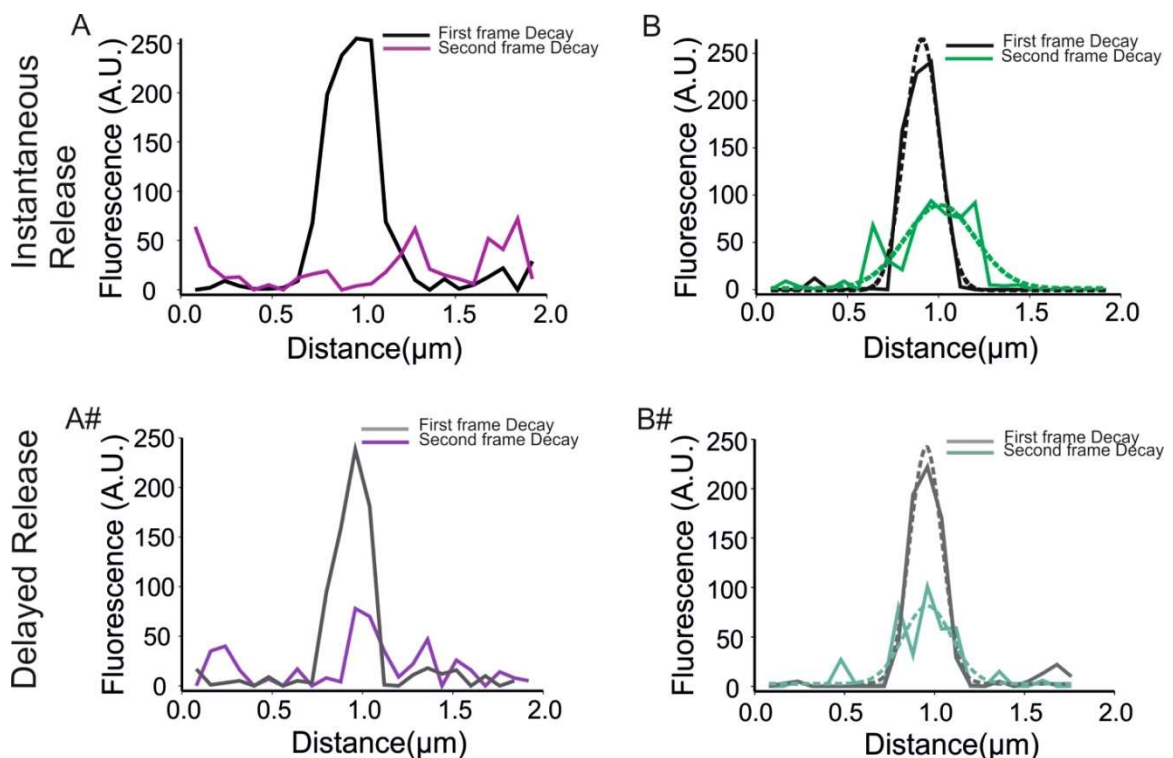 Instantaneous
Release
A
First frame Decay
Second frame Decay
Fluorescence (A.U.)
250
200
150
100
50
0
0.0
0.5
1.0
1.5
2.0
Distance(μm)
B
First frame Decay
Second frame Decay
Fluorescence (A.U.)
250
200
150
100
50
0
0.0
0.5
1.0
1.5
2.0
Distance(μm)
Delayed Release
A#
First frame Decay
Second frame Decay
Fluorescence (A.U.)
250
200
150
100
50
0
0.0
0.5
1.0
1.5
2.0
Distance(μm)
B#
First frame Decay
Second frame Decay
Fluorescence (A.U.)
250
200
150
100
50
0
0.0
0.5
1.0
1.5
2.0
Distance(μm)